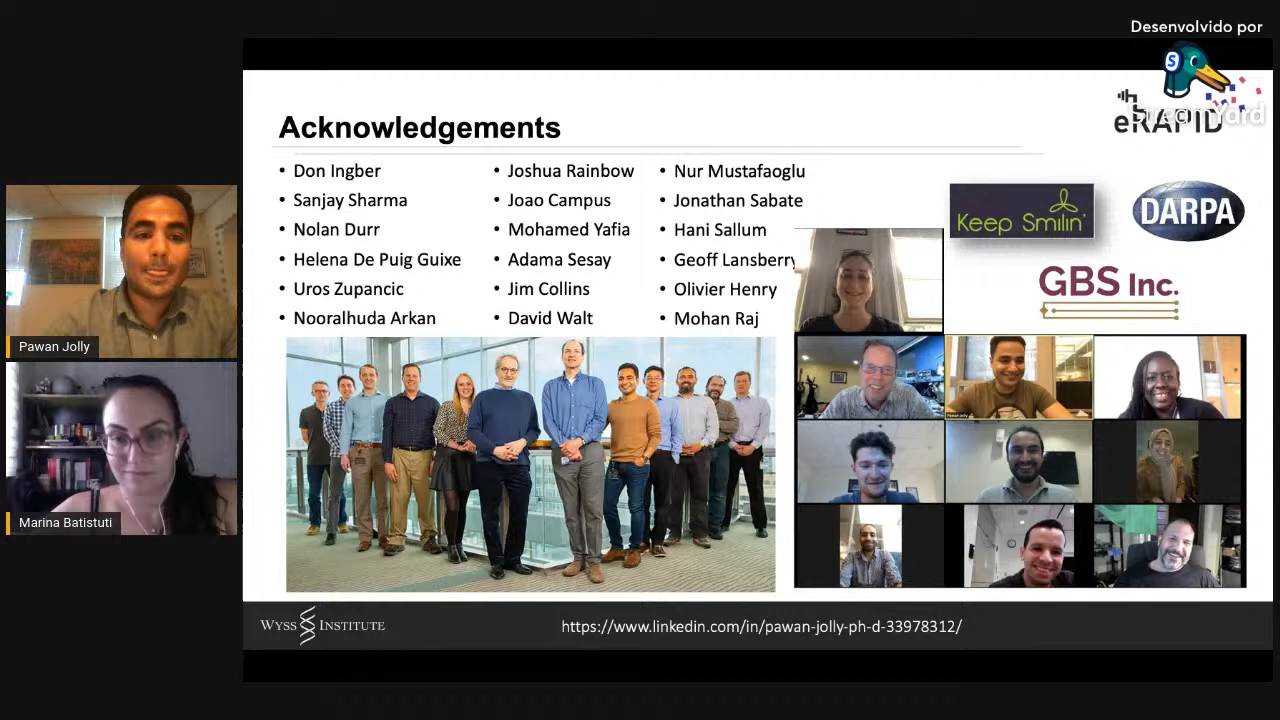 Desenvolvido por
StreamYard
eRAPID
Acknowledgements
• Don Ingber
• Sanjay Sharma
• Nolan Durr
• Helena De Puig Guixe
• Uros Zupancic
• Nooralhuda Arkan
• Joshua Rainbow
• Joao Campus
• Mohamed Yafia
• Adama Sesay
• Jim Collins
• David Walt
• Nur Mustafaoglu
• Jonathan Sabate
• Hani Sallum
• Geoff Lansberry
• Olivier Henry
• Mohan Raj
Keep Smilin'
DARPA
GBS Inc.
Pawan Jolly
Marina Batistuti
Pawan Jolly
WYSS INSTITUTE
https://www.linkedin.com/in/pawan-jolly-ph-d-33978312/